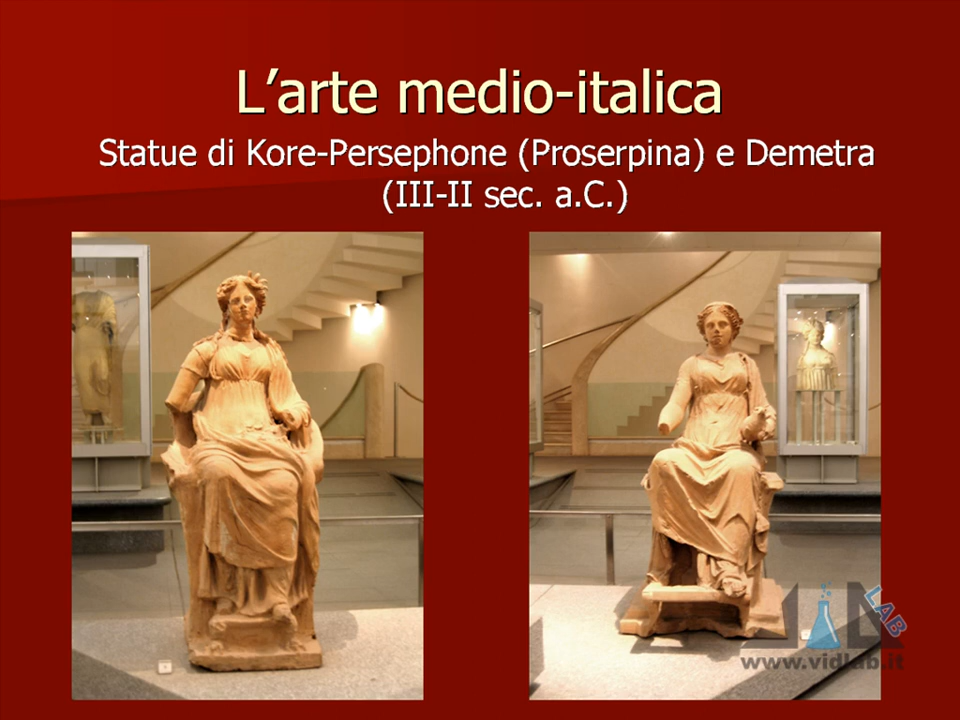 L’arte medio-italica
Statue di Kore-Persephone (Proserpina) e Demetra
(III-II sec. a.C.)
LAB
www.vidlab.it